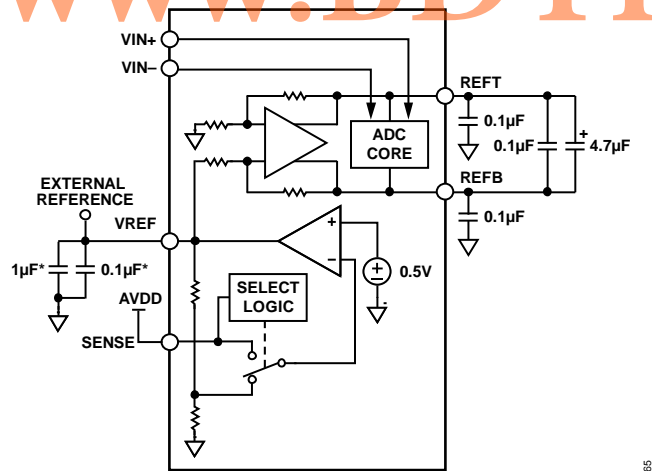 VIN+
VIN–
REFT
0.1µF
ADC
CORE
0.1µF
+
4.7µF
EXTERNAL
REFERENCE
VREF
REFB
0.1µF
+
–
0.5V
1µF*
0.1µF*
SELECT
LOGIC
AVDD
SENSE
65